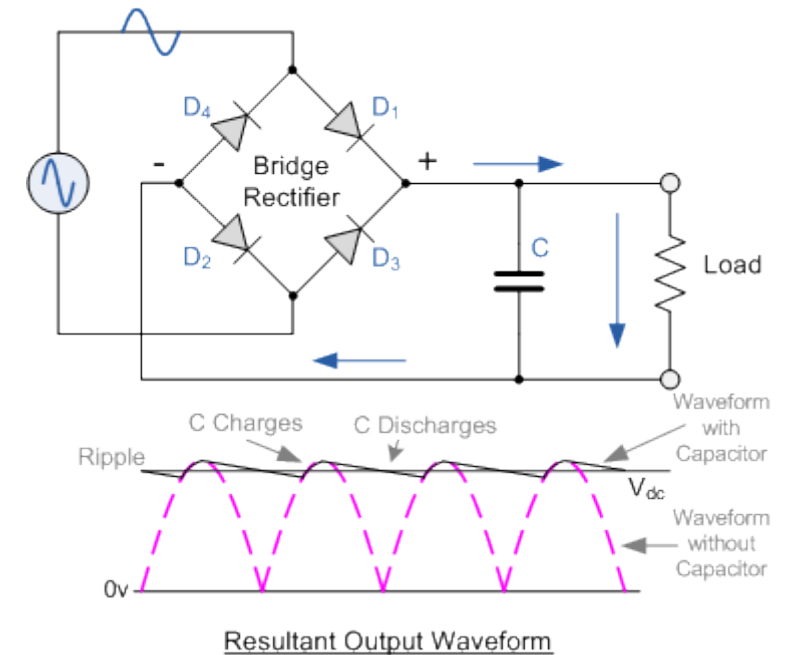 D4
D1
-
Bridge
Rectifier
+
D2
D3
C
Load
C Charges
C Discharges
Waveform
with
Capacitor
Ripple
Vdc
Waveform
without
Capacitor
0v
Resultant Output Waveform